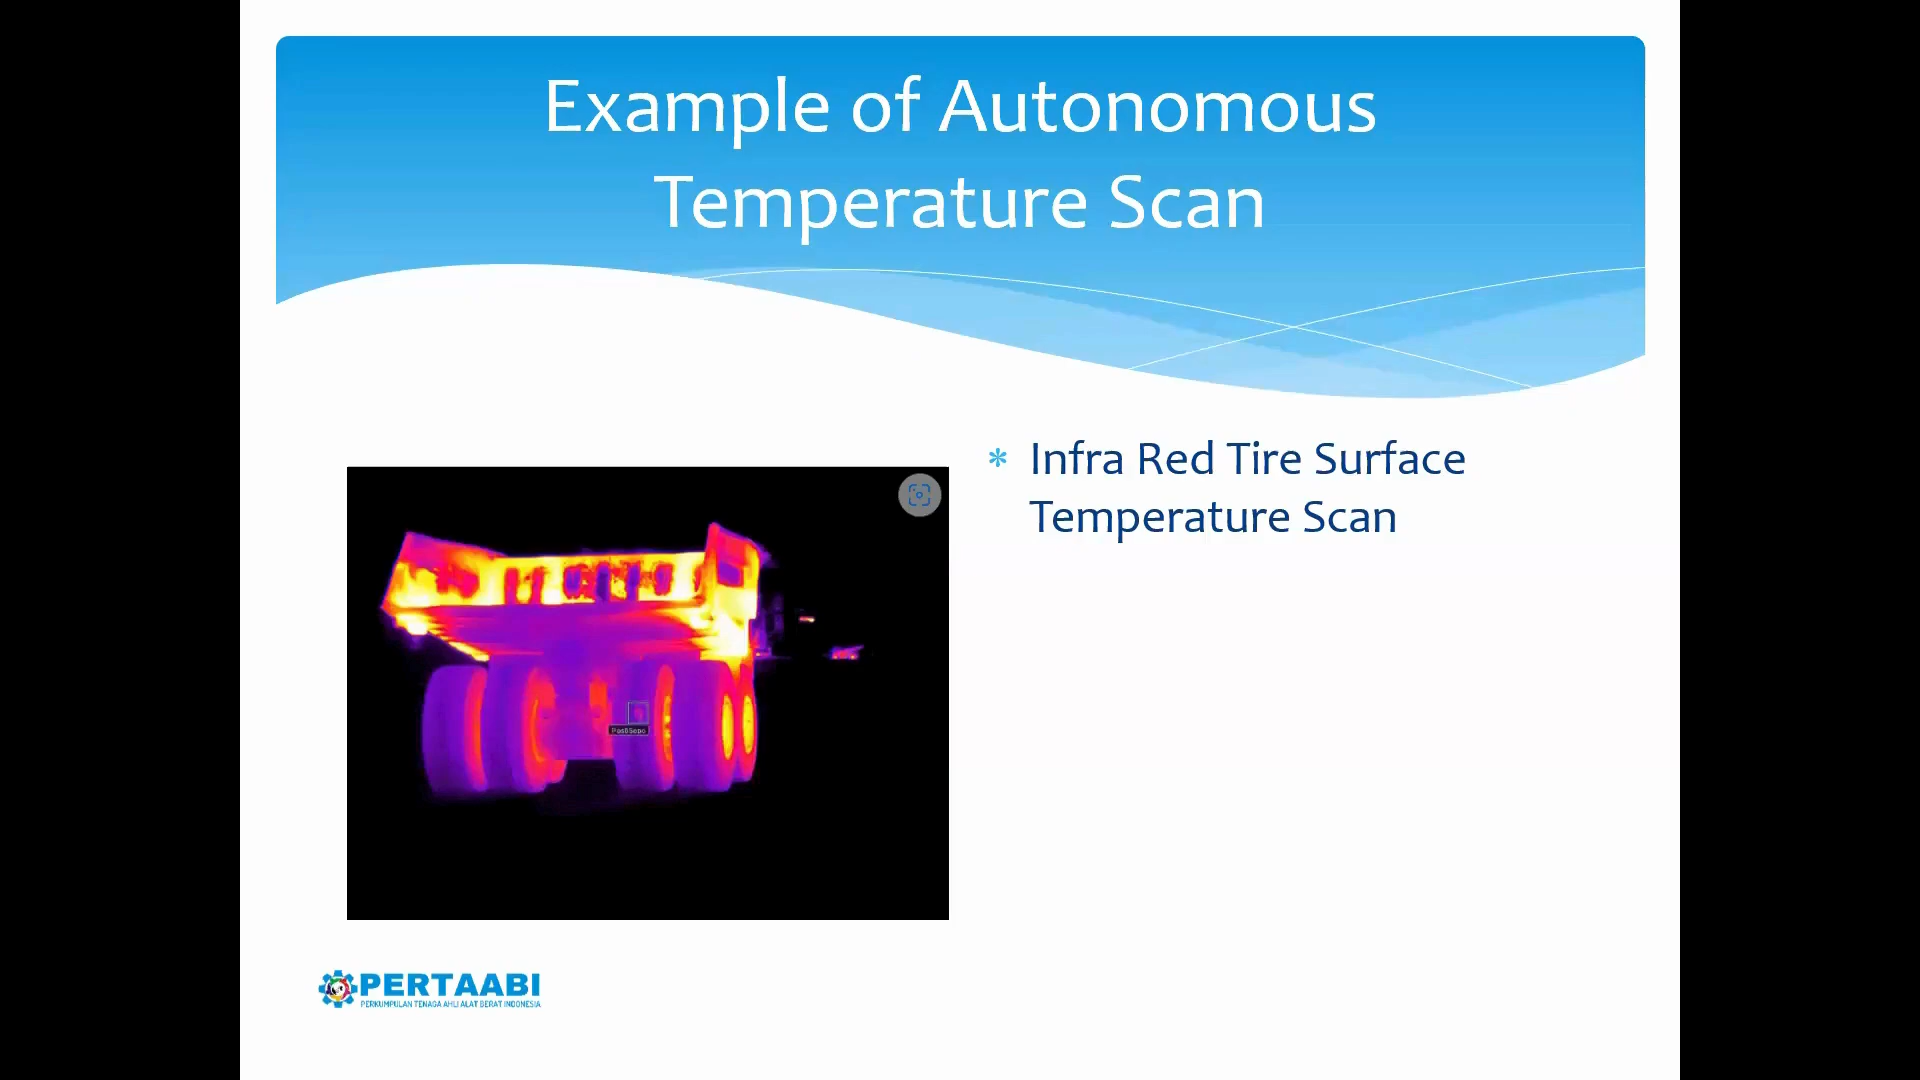 Example of Autonomous
Temperature Scan
* Infra Red Tire Surface
Temperature Scan
PERTAABI
PERKUMPULAN TENAGA AHLI ALAT BERAT INDONESIA